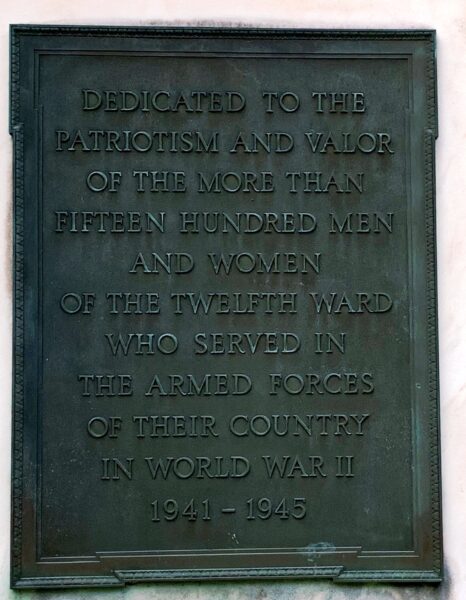 DEDICATED TO THE
PATRIOTISM AND VALOR
OF THE MORE THAN
FIFTEEN HUNDRED MEN
AND WOMEN
OF THE TWELFTH WARD
WHO SERVED IN
THE ARMED FORCES
OF THEIR COUNTRY
IN WORLD WAR II
1941 – 1945